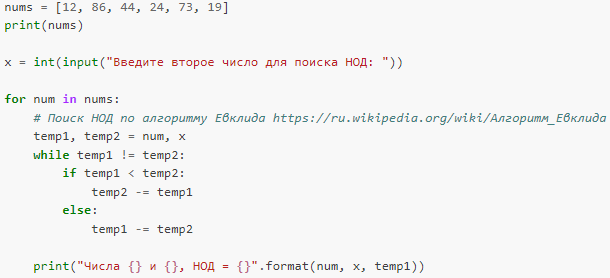 nums = [12, 86, 44, 24, 73, 19]
print(nums)
x = int(input("Введите второе число для поиска НОД: "))
for num in nums:
    # Поиск НОД по алгоритму Евклида https://ru.wikipedia.org/wiki/Алгоритм_Евклида
    temp1, temp2 = num, x
    while temp1 != temp2:
        if temp1 < temp2:
            temp2 -= temp1
        else:
            temp1 -= temp2
    print("Числа {} и {}, НОД = {}".format(num, x, temp1))